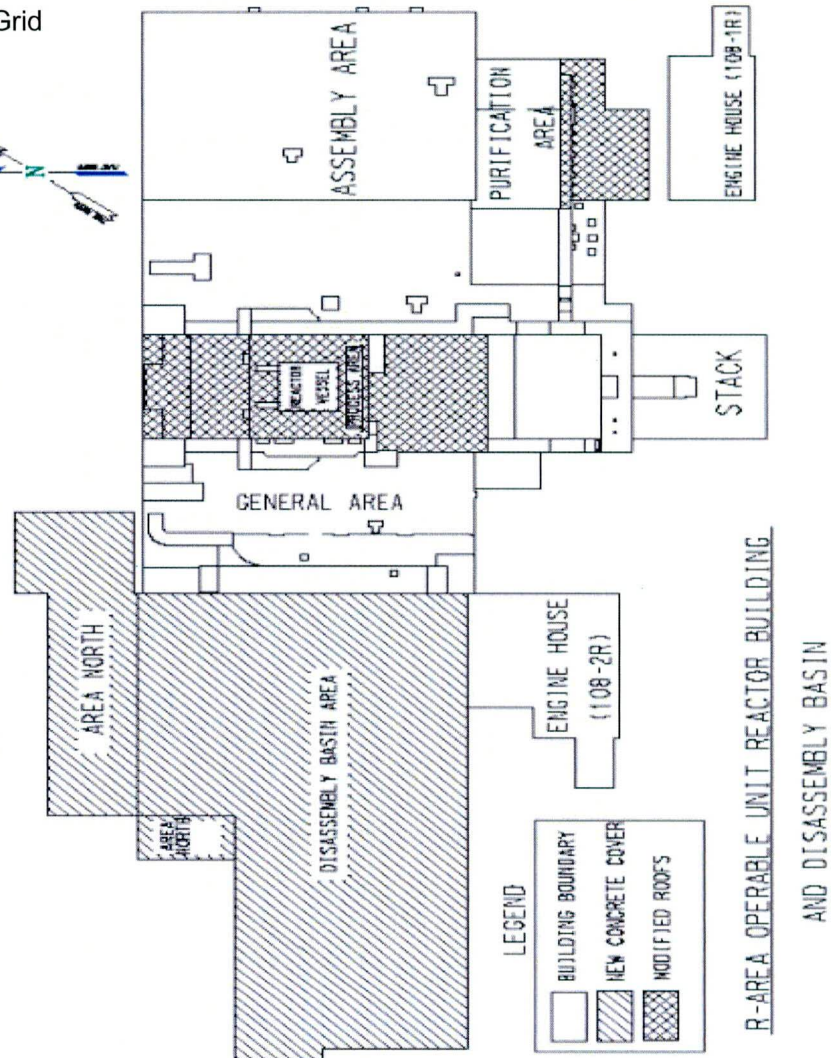 Grid
N
ASSEMBLY AREA
PURIFICATION
AREA
ENGINE HOUSE (108-1R)
REACTOR
VESSEL
PROCESS AREA
STACK
GENERAL AREA
AREA NORTH
AREA
NORTH
DISASSEMBLY BASIN AREA
ENGINE HOUSE
(108-2R)
LEGEND
BUILDING BOUNDARY
NEW CONCRETE COVER
MODIFIED ROOFS
R-AREA OPERABLE UNIT REACTOR BUILDING
AND DISASSEMBLY BASIN